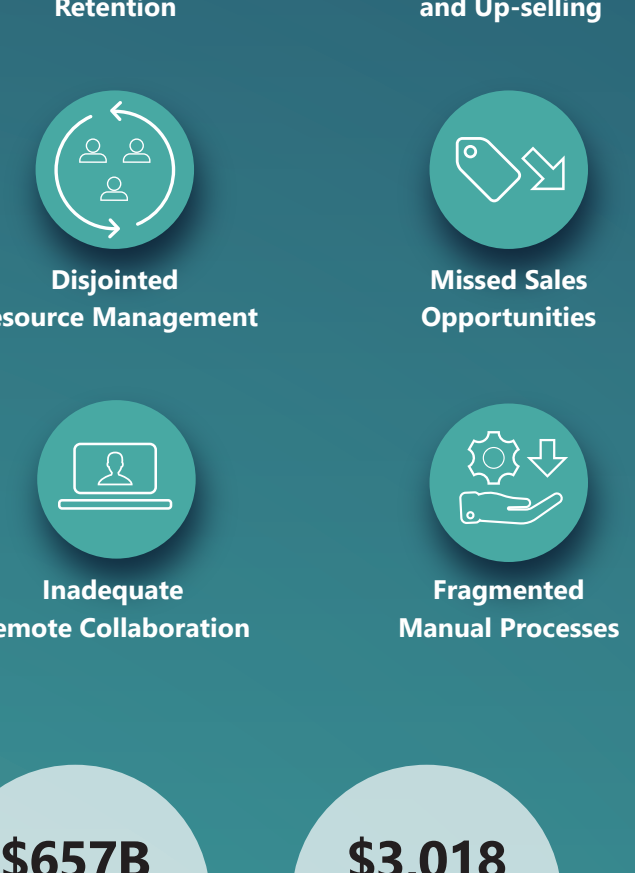 Retention
and Up-selling
Disjointed
esource Management
Missed Sales
Opportunities
Inadequate
emote Collaboration
Fragmented
Manual Processes
$657B
$3,018